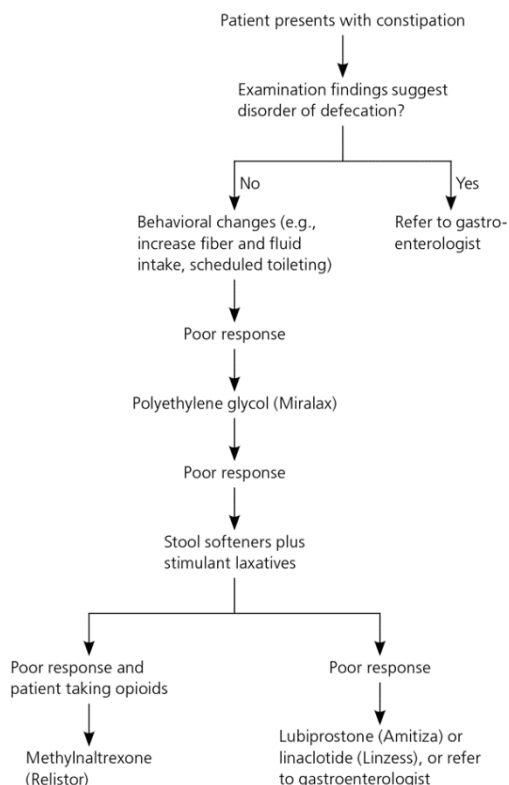 Patient presents with constipation
Examination findings suggest
disorder of defecation?
No
Yes
Behavioral changes (e.g.,
increase fiber and fluid
intake, scheduled toileting)
Refer to gastro-
enterologist
Poor response
Polyethylene glycol (Miralax)
Poor response
Stool softeners plus
stimulant laxatives
Poor response and
patient taking opioids
Poor response
Methylnaltrexone
(Relistor)
Lubiprostone (Amitiza) or
linaclotide (Linzess), or refer
to gastroenterologist